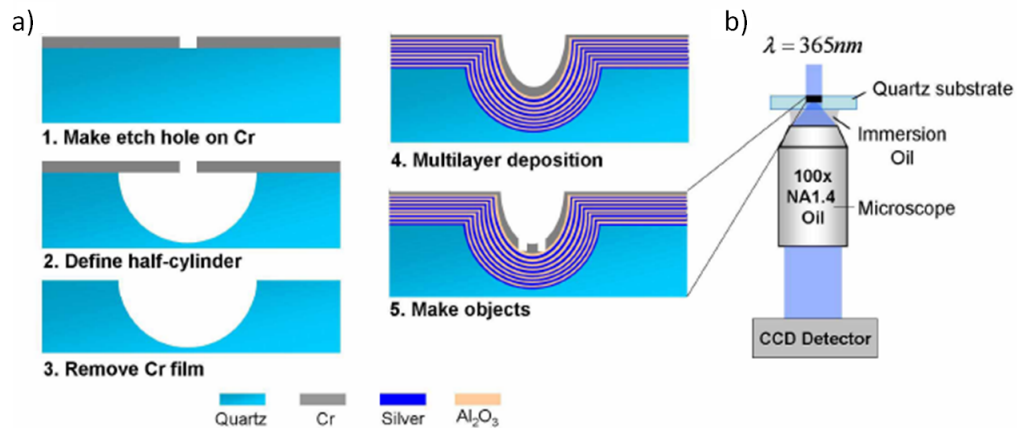 a)
1. Make etch hole on Cr
2. Define half-cylinder
3. Remove Cr film
4. Multilayer deposition
5. Make objects
Quartz
Cr
Silver
Al₂O₃
b)
λ = 365nm
Quartz substrate
Immersion
Oil
100x
NA1.4
Oil
Microscope
CCD Detector